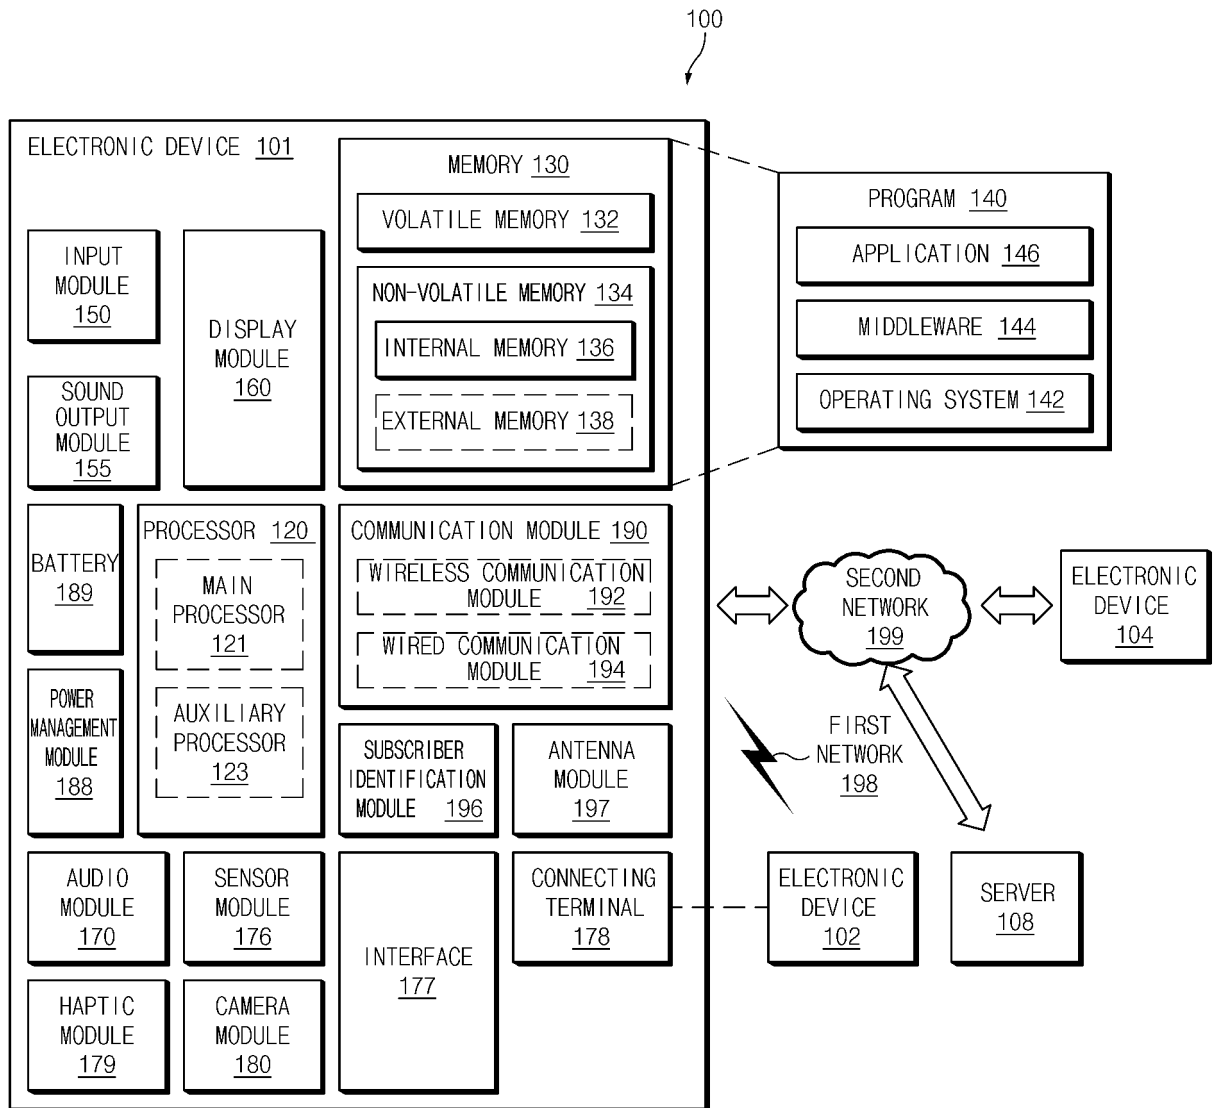 100
ELECTRONIC DEVICE 101
MEMORY 130
VOLATILE MEMORY 132
NON-VOLATILE MEMORY 134
INTERNAL MEMORY 136
EXTERNAL MEMORY 138
PROGRAM 140
APPLICATION 146
MIDDLEWARE 144
OPERATING SYSTEM 142
INPUT
MODULE
150
DISPLAY
MODULE
160
SOUND
OUTPUT
MODULE
155
BATTERY
189
PROCESSOR 120
MAIN
PROCESSOR
121
AUXILIARY
PROCESSOR
123
COMMUNICATION MODULE 190
WIRELESS COMMUNICATION
MODULE 192
WIRED COMMUNICATION
MODULE 194
SECOND
NETWORK
199
ELECTRONIC
DEVICE
104
POWER
MANAGEMENT
MODULE
188
SUBSCRIBER
IDENTIFICATION
MODULE 196
ANTENNA
MODULE
197
FIRST
NETWORK
198
AUDIO
MODULE
170
SENSOR
MODULE
176
INTERFACE
177
CONNECTING
TERMINAL
178
ELECTRONIC
DEVICE
102
SERVER
108
HAPTIC
MODULE
179
CAMERA
MODULE
180